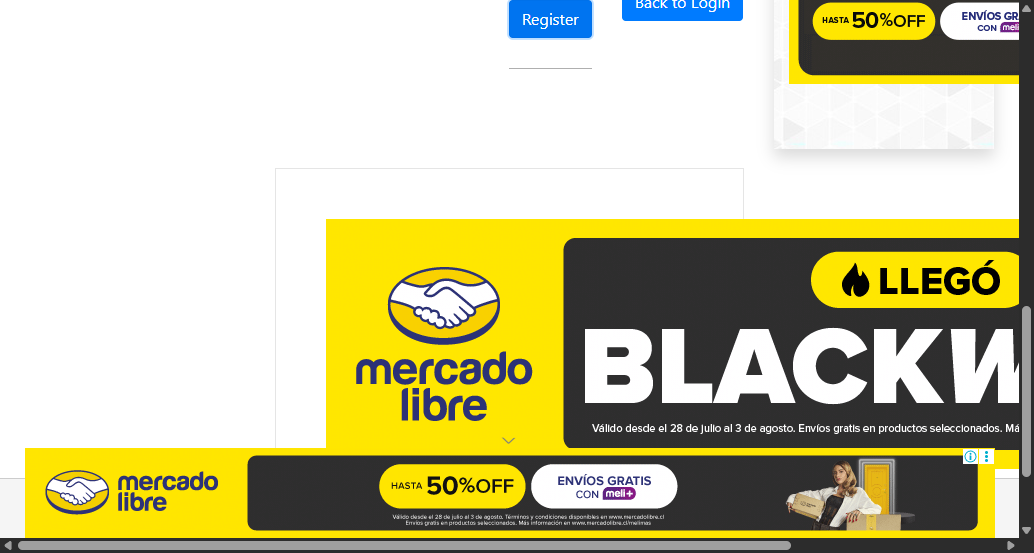 Back to Login
Register
HASTA 50%OFF
ENVÍOS GRA
CON meli
LLEGÓ
BLACKW
mercado
libre
Válido desde el 28 de julio al 3 de agosto. Envíos gratis en productos seleccionados. Má
mercado
libre
HASTA 50%OFF
ENVÍOS GRATIS
CON meli+
Válido desde el 28 de julio al 3 de agosto. Términos y condiciones disponibles en www.mercadolibre.cl
Envíos gratis en productos seleccionados. Más información en www.mercadolibre.cl/melimas